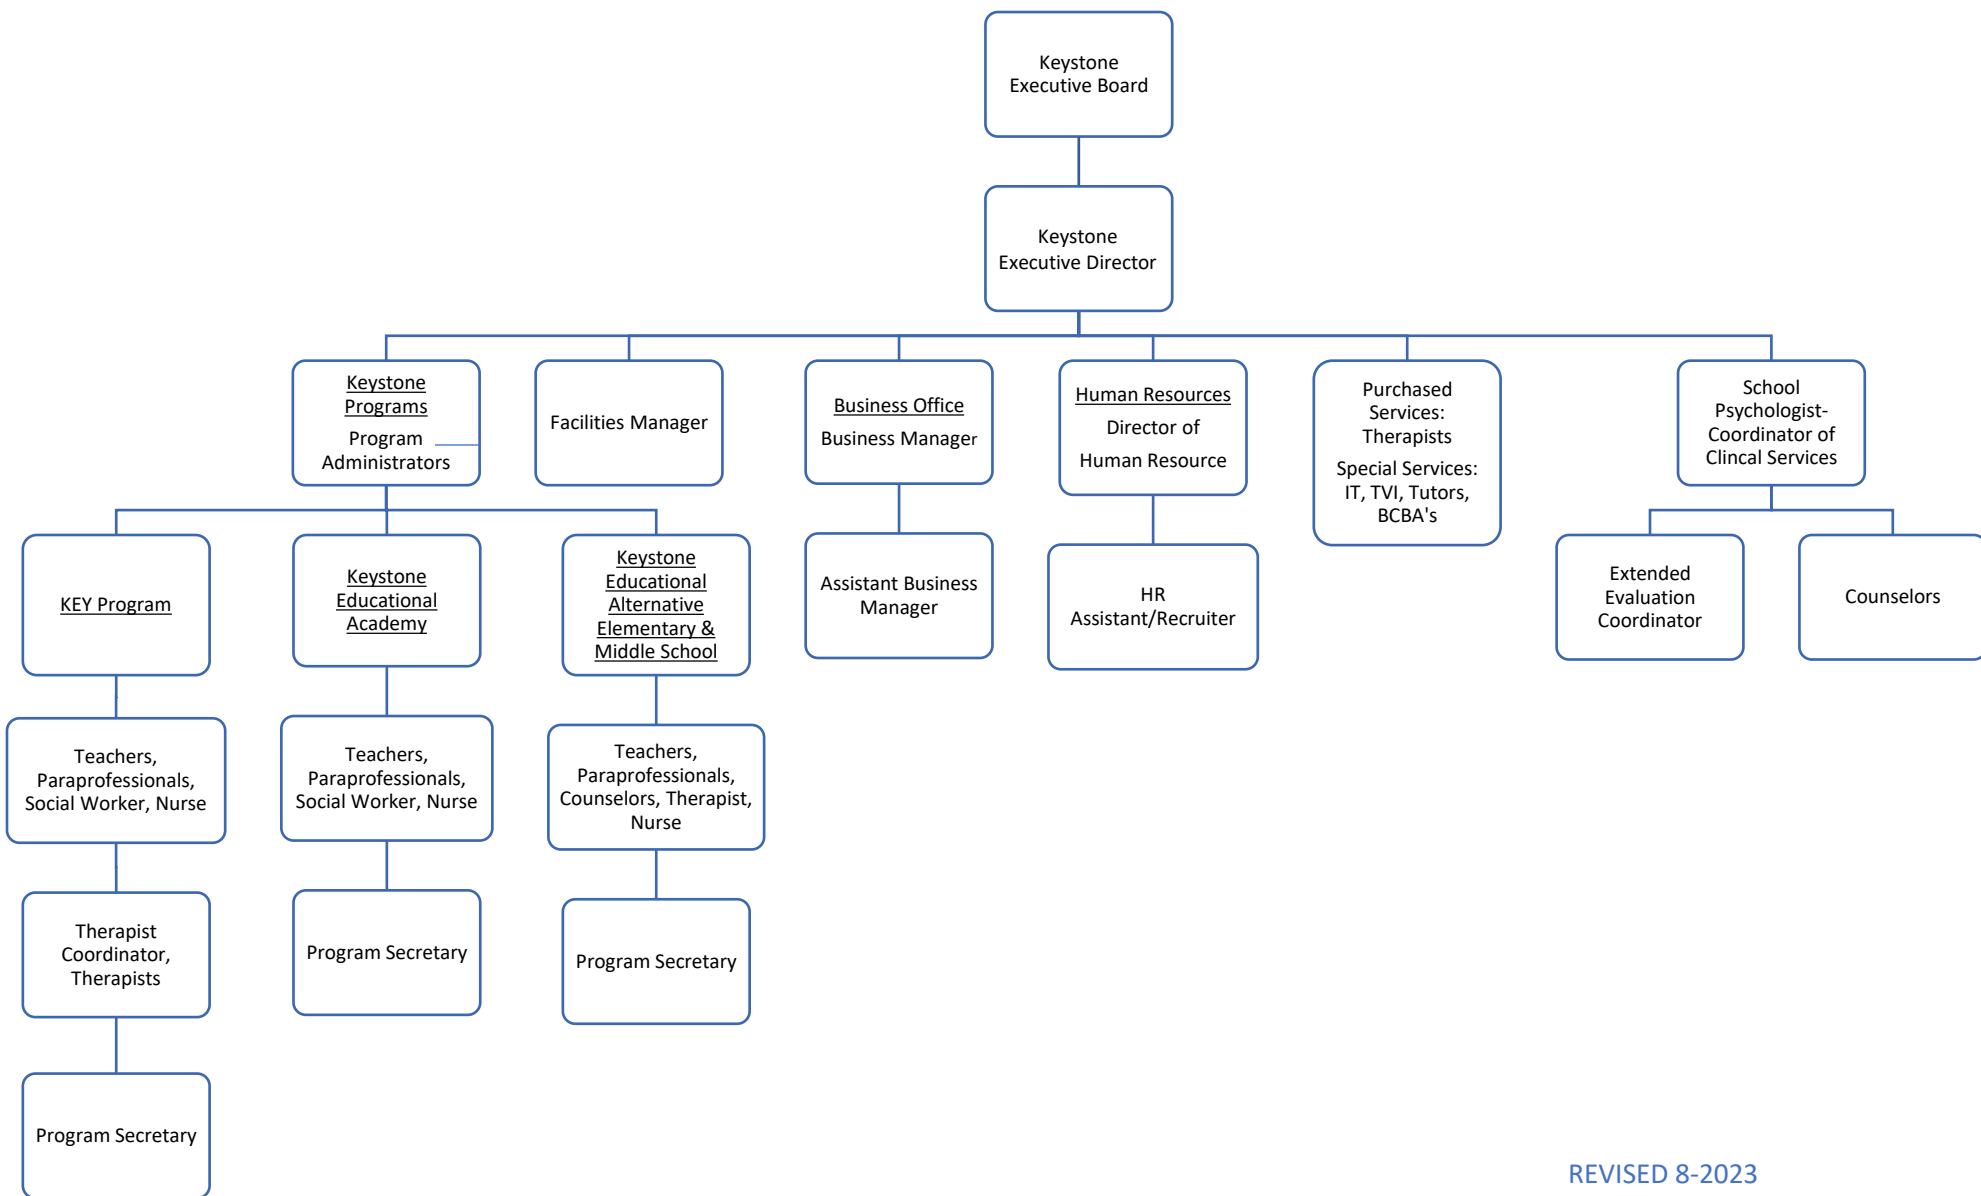 Keystone
Executive Board
Keystone
Executive Director
Keystone
Programs
Program
Administrators
Facilities Manager
Business Office
Business Manager
Human Resources
Director of
Human Resource
Purchased
Services:
Therapists
Special Services:
IT, TVI, Tutors,
BCBA's
School
Psychologist-
Coordinator of
Clincal Services
KEY Program
Keystone
Educational
Academy
Keystone
Educational
Alternative
Elementary &
Middle School
Assistant Business
Manager
HR
Assistant/Recruiter
Extended
Evaluation
Coordinator
Counselors
Teachers,
Paraprofessionals,
Social Worker, Nurse
Teachers,
Paraprofessionals,
Social Worker, Nurse
Teachers,
Paraprofessionals,
Counselors, Therapist,
Nurse
Therapist
Coordinator,
Therapists
Program Secretary
Program Secretary
Program Secretary
REVISED 8-2023